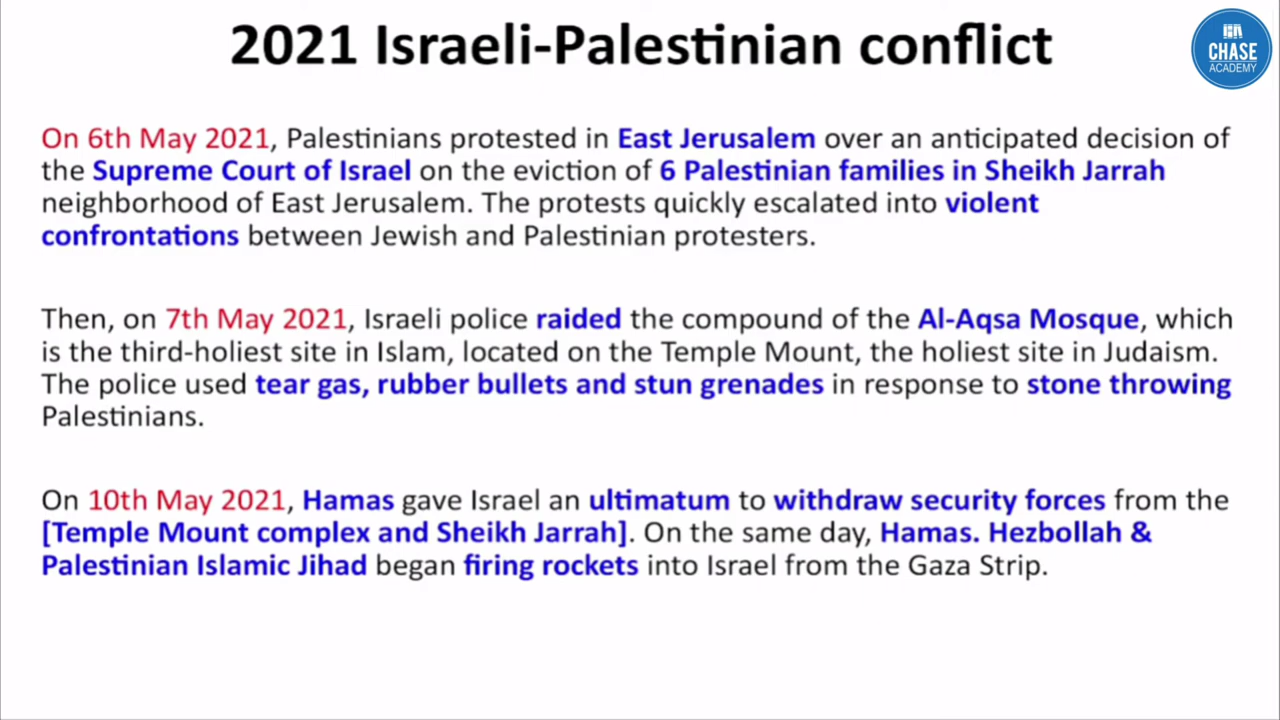 2021 Israeli-Palestinian conflict
CHASE
ACADEMY
On 6th May 2021, Palestinians protested in East Jerusalem over an anticipated decision of
the Supreme Court of Israel on the eviction of 6 Palestinian families in Sheikh Jarrah
neighborhood of East Jerusalem. The protests quickly escalated into violent
confrontations between Jewish and Palestinian protesters.
Then, on 7th May 2021, Israeli police raided the compound of the Al-Aqsa Mosque, which
is the third-holiest site in Islam, located on the Temple Mount, the holiest site in Judaism.
The police used tear gas, rubber bullets and stun grenades in response to stone throwing
Palestinians.
On 10th May 2021, Hamas gave Israel an ultimatum to withdraw security forces from the
[Temple Mount complex and Sheikh Jarrah]. On the same day, Hamas. Hezbollah &
Palestinian Islamic Jihad began firing rockets into Israel from the Gaza Strip.